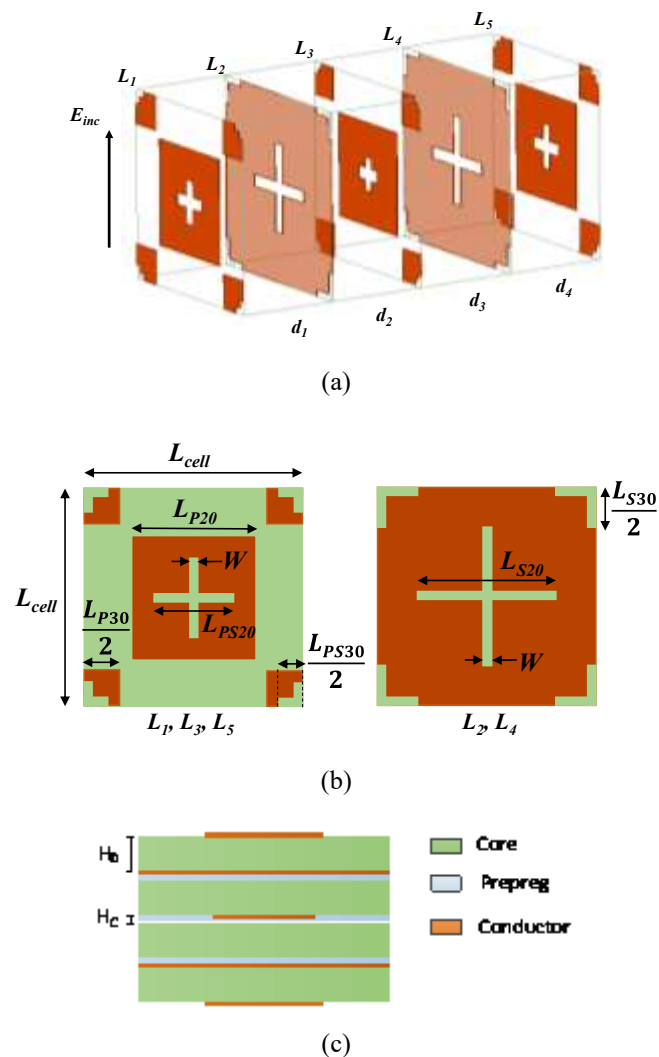 L1 L2 L3 L4 L5
Einc
d1 d2 d3 d4
(a)
Lcell
LP20
W
Lcell
LPS20
LP30/2
LPS30/2
L1, L3, L5
LS30/2
LS20
W
L2, L4
(b)
HD
HC
Core
Prepreg
Conductor
(c)